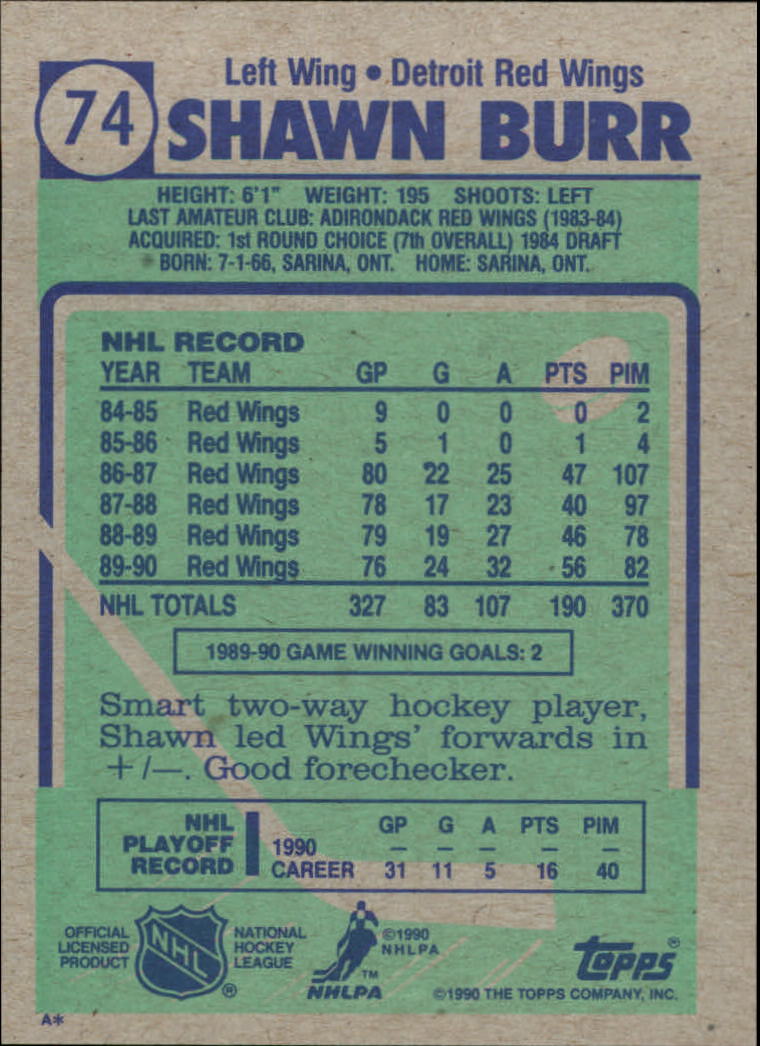 74
Left Wing • Detroit Red Wings
SHAWN BURR
HEIGHT: 6'1" WEIGHT: 195 SHOOTS: LEFT
LAST AMATEUR CLUB: ADIRONDACK RED WINGS (1983-84)
ACQUIRED: 1st ROUND CHOICE (7th OVERALL) 1984 DRAFT
BORN: 7-1-66, SARINA, ONT. HOME: SARINA, ONT.
NHL RECORD
YEAR TEAM GP G A PTS PIM
84-85 Red Wings 9 0 0 0 2
85-86 Red Wings 5 1 0 1 4
86-87 Red Wings 80 22 25 47 107
87-88 Red Wings 78 17 23 40 97
88-89 Red Wings 79 19 27 46 78
89-90 Red Wings 76 24 32 56 82
NHL TOTALS 327 83 107 190 370
1989-90 GAME WINNING GOALS: 2
Smart two-way hockey player,
Shawn led Wings' forwards in
+/—. Good forechecker.
NHL PLAYOFF RECORD
GP G A PTS PIM
1990 – – – – –
CAREER 31 11 5 16 40
OFFICIAL
LICENSED
PRODUCT
NHL
®
NATIONAL
HOCKEY
LEAGUE
©1990
NHLPA
TM
NHLPA
topps®
©1990 THE TOPPS COMPANY, INC.
A*